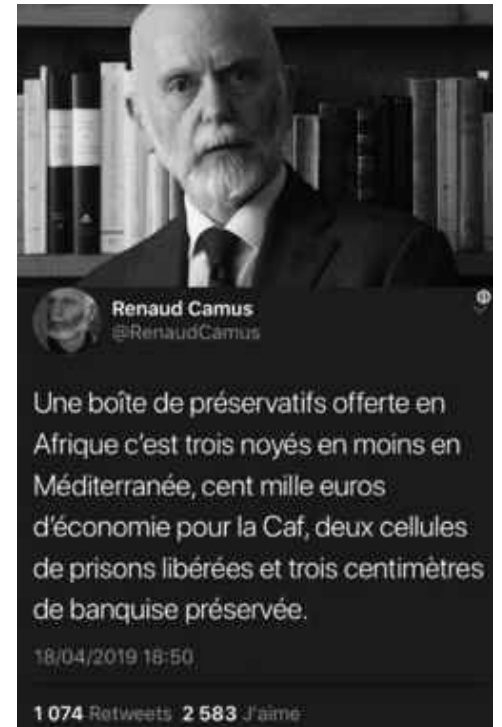 Renaud Camus
@RenaudCamus
Une boîte de préservatifs offerte en
Afrique c'est trois noyés en moins en
Méditerranée, cent mille euros
d'économie pour la Caf, deux cellules
de prisons libérées et trois centimètres
de banquise préservée.
18/04/2019 18:50
1 074 Retweets 2 583 J'aime